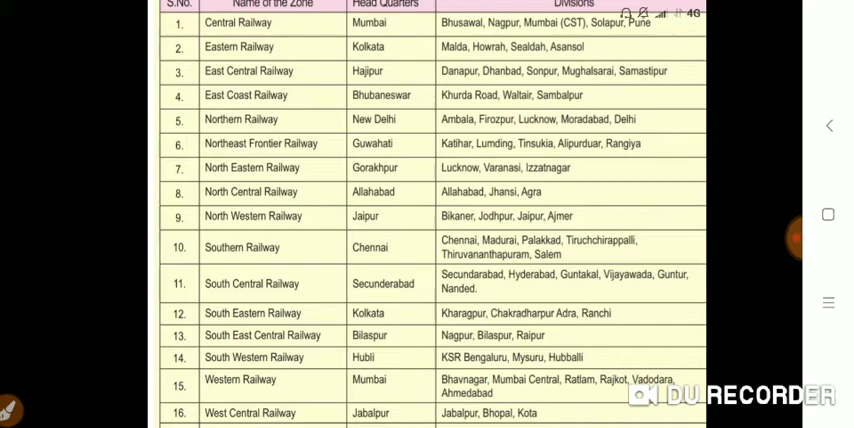 S.No. Name of the Zone Head Quarters Divisions
4G
1. Central Railway Mumbai Bhusawal, Nagpur, Mumbai (CST), Solapur, Pune
2. Eastern Railway Kolkata Malda, Howrah, Sealdah, Asansol
3. East Central Railway Hajipur Danapur, Dhanbad, Sonpur, Mughalsarai, Samastipur
4. East Coast Railway Bhubaneswar Khurda Road, Waltair, Sambalpur
5. Northern Railway New Delhi Ambala, Firozpur, Lucknow, Moradabad, Delhi
6. Northeast Frontier Railway Guwahati Katihar, Lumding, Tinsukia, Alipurduar, Rangiya
7. North Eastern Railway Gorakhpur Lucknow, Varanasi, Izzatnagar
8. North Central Railway Allahabad Allahabad, Jhansi, Agra
9. North Western Railway Jaipur Bikaner, Jodhpur, Jaipur, Ajmer
10. Southern Railway Chennai Chennai, Madurai, Palakkad, Tiruchchirappalli,
Thiruvananthapuram, Salem
11. South Central Railway Secunderabad Secundarabad, Hyderabad, Guntakal, Vijayawada, Guntur,
Nanded.
12. South Eastern Railway Kolkata Kharagpur, Chakradharpur Adra, Ranchi
13. South East Central Railway Bilaspur Nagpur, Bilaspur, Raipur
14. South Western Railway Hubli KSR Bengaluru, Mysuru, Hubballi
15. Western Railway Mumbai Bhavnagar, Mumbai Central, Ratlam, Rajkot, Vadodara,
Ahmedabad
DU RECORDER
16. West Central Railway Jabalpur Jabalpur, Bhopal, Kota